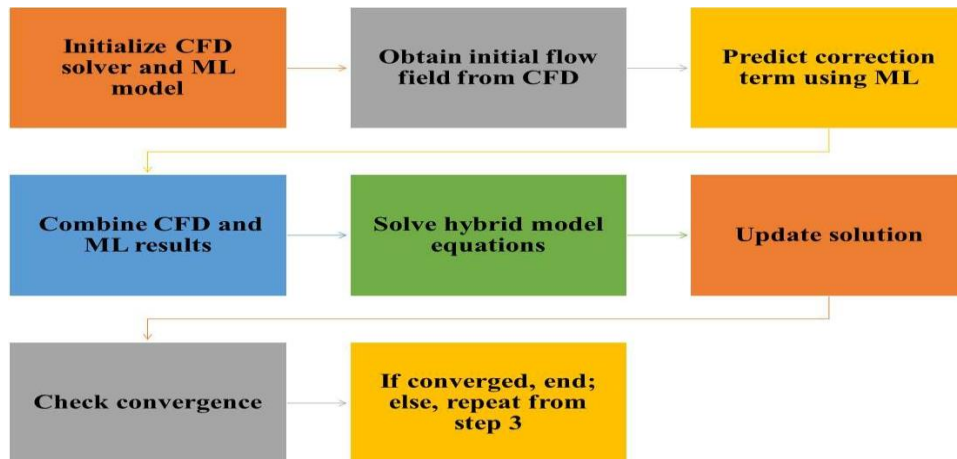 Initialize CFD
solver and ML
model
Obtain initial flow
field from CFD
Predict correction
term using ML
Combine CFD and
ML results
Solve hybrid model
equations
Update solution
Check convergence
If converged, end;
else, repeat from
step 3